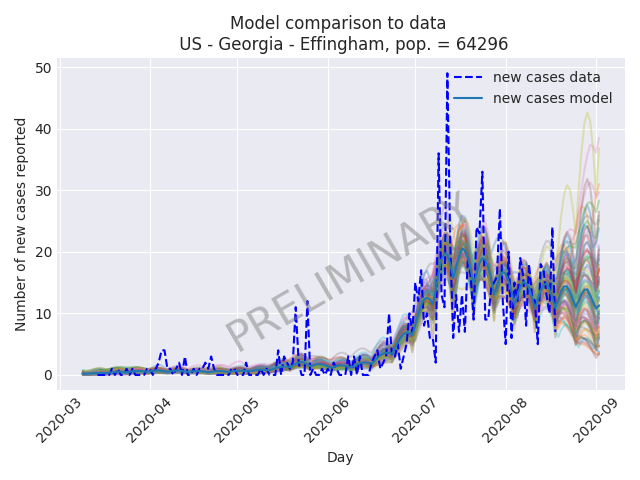 Model comparison to data
US - Georgia - Effingham, pop. = 64296
new cases data
new cases model
PRELIMINARY
Number of new cases reported
50
40
30
20
10
0
2020-03
2020-04
2020-05
2020-06
2020-07
2020-08
2020-09
Day